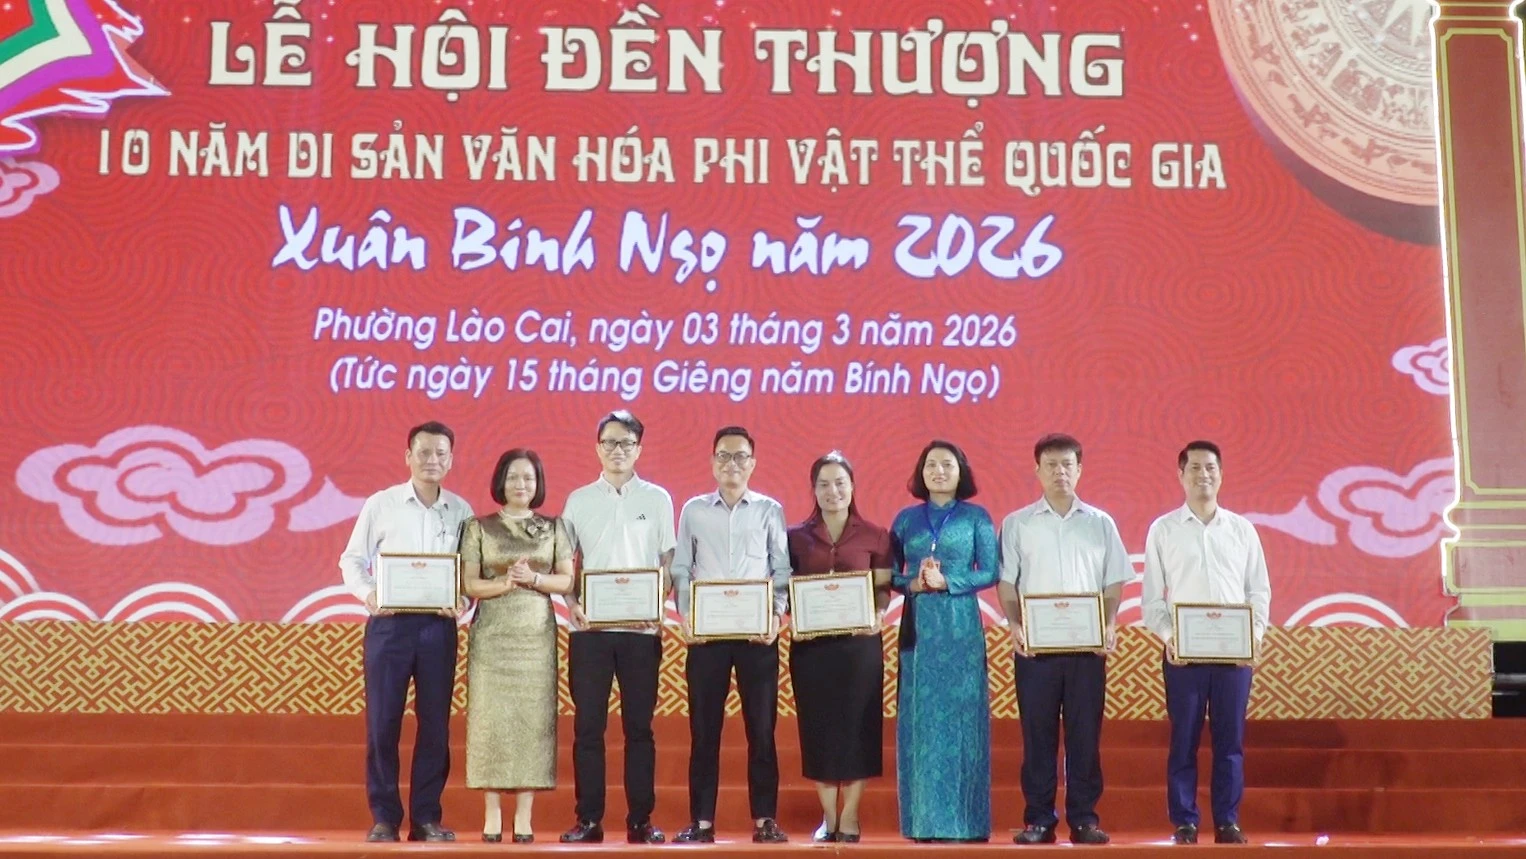 LỄ HỘI ĐỀN THƯỢNG
10 NĂM DI SẢN VĂN HÓA PHI VẬT THỂ QUỐC GIA
Xuân Bính Ngọ năm 2026
Phường Lào Cai, ngày 03 tháng 3 năm 2026
(Tức ngày 15 tháng Giêng năm Bính Ngọ)